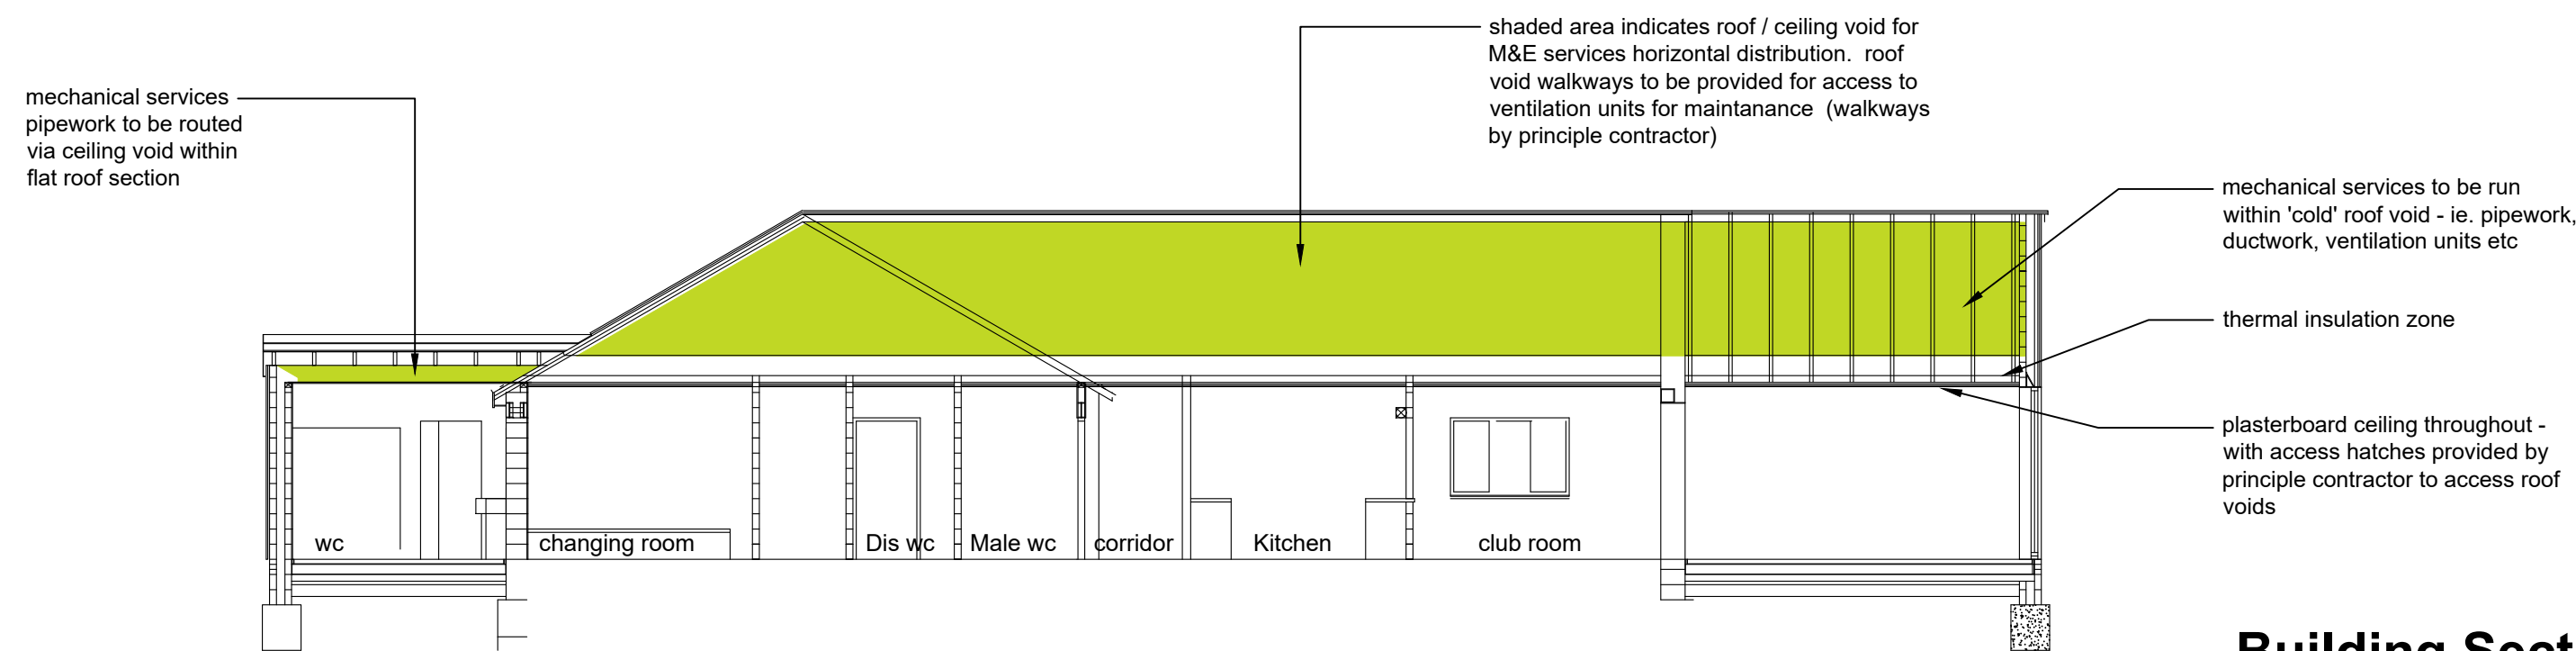 shaded area indicates roof / ceiling void for
M&E services horizontal distribution.  roof
void walkways to be provided for access to
ventilation units for maintanance  (walkways
by principle contractor)
mechanical services
pipework to be routed
via ceiling void within
flat roof section
mechanical services to be run
within 'cold' roof void - ie. pipework,
ductwork, ventilation units etc
thermal insulation zone
plasterboard ceiling throughout -
with access hatches provided by
principle contractor to access roof
voids
wc
changing room
Dis wc
Male wc
corridor
Kitchen
club room
Building Sect